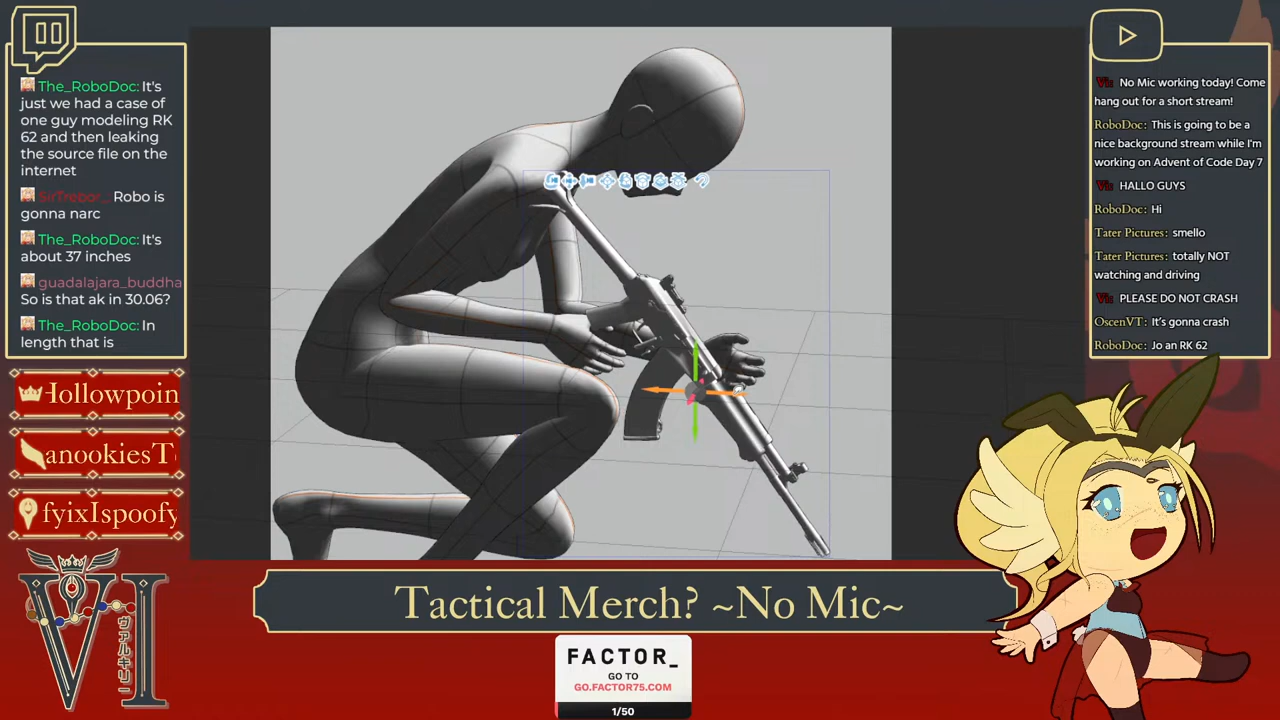 The_RoboDoc: It's
just we had a case of
one guy modeling RK
62 and then leaking
the source file on the
internet
SirTrebor_: Robo is
gonna narc
The_RoboDoc: It's
about 37 inches
guadalajara_buddha
So is that ak in 30.06?
The_RoboDoc: In
length that is
Hollowpoin
anookiesT
fyixIspoofy
VI
ヴァルキリー
Vi: No Mic working today! Come
hang out for a short stream!
RoboDoc: This is going to be a
nice background stream while I'm
working on Advent of Code Day 7
Vi: HALLO GUYS
RoboDoc: Hi
Tater Pictures: smello
Tater Pictures: totally NOT
watching and driving
Vi: PLEASE DO NOT CRASH
OscenVT: It's gonna crash
RoboDoc: Jo an RK 62
Tactical Merch? ~No Mic~
FACTOR_
GO TO
GO.FACTOR75.COM
1/50